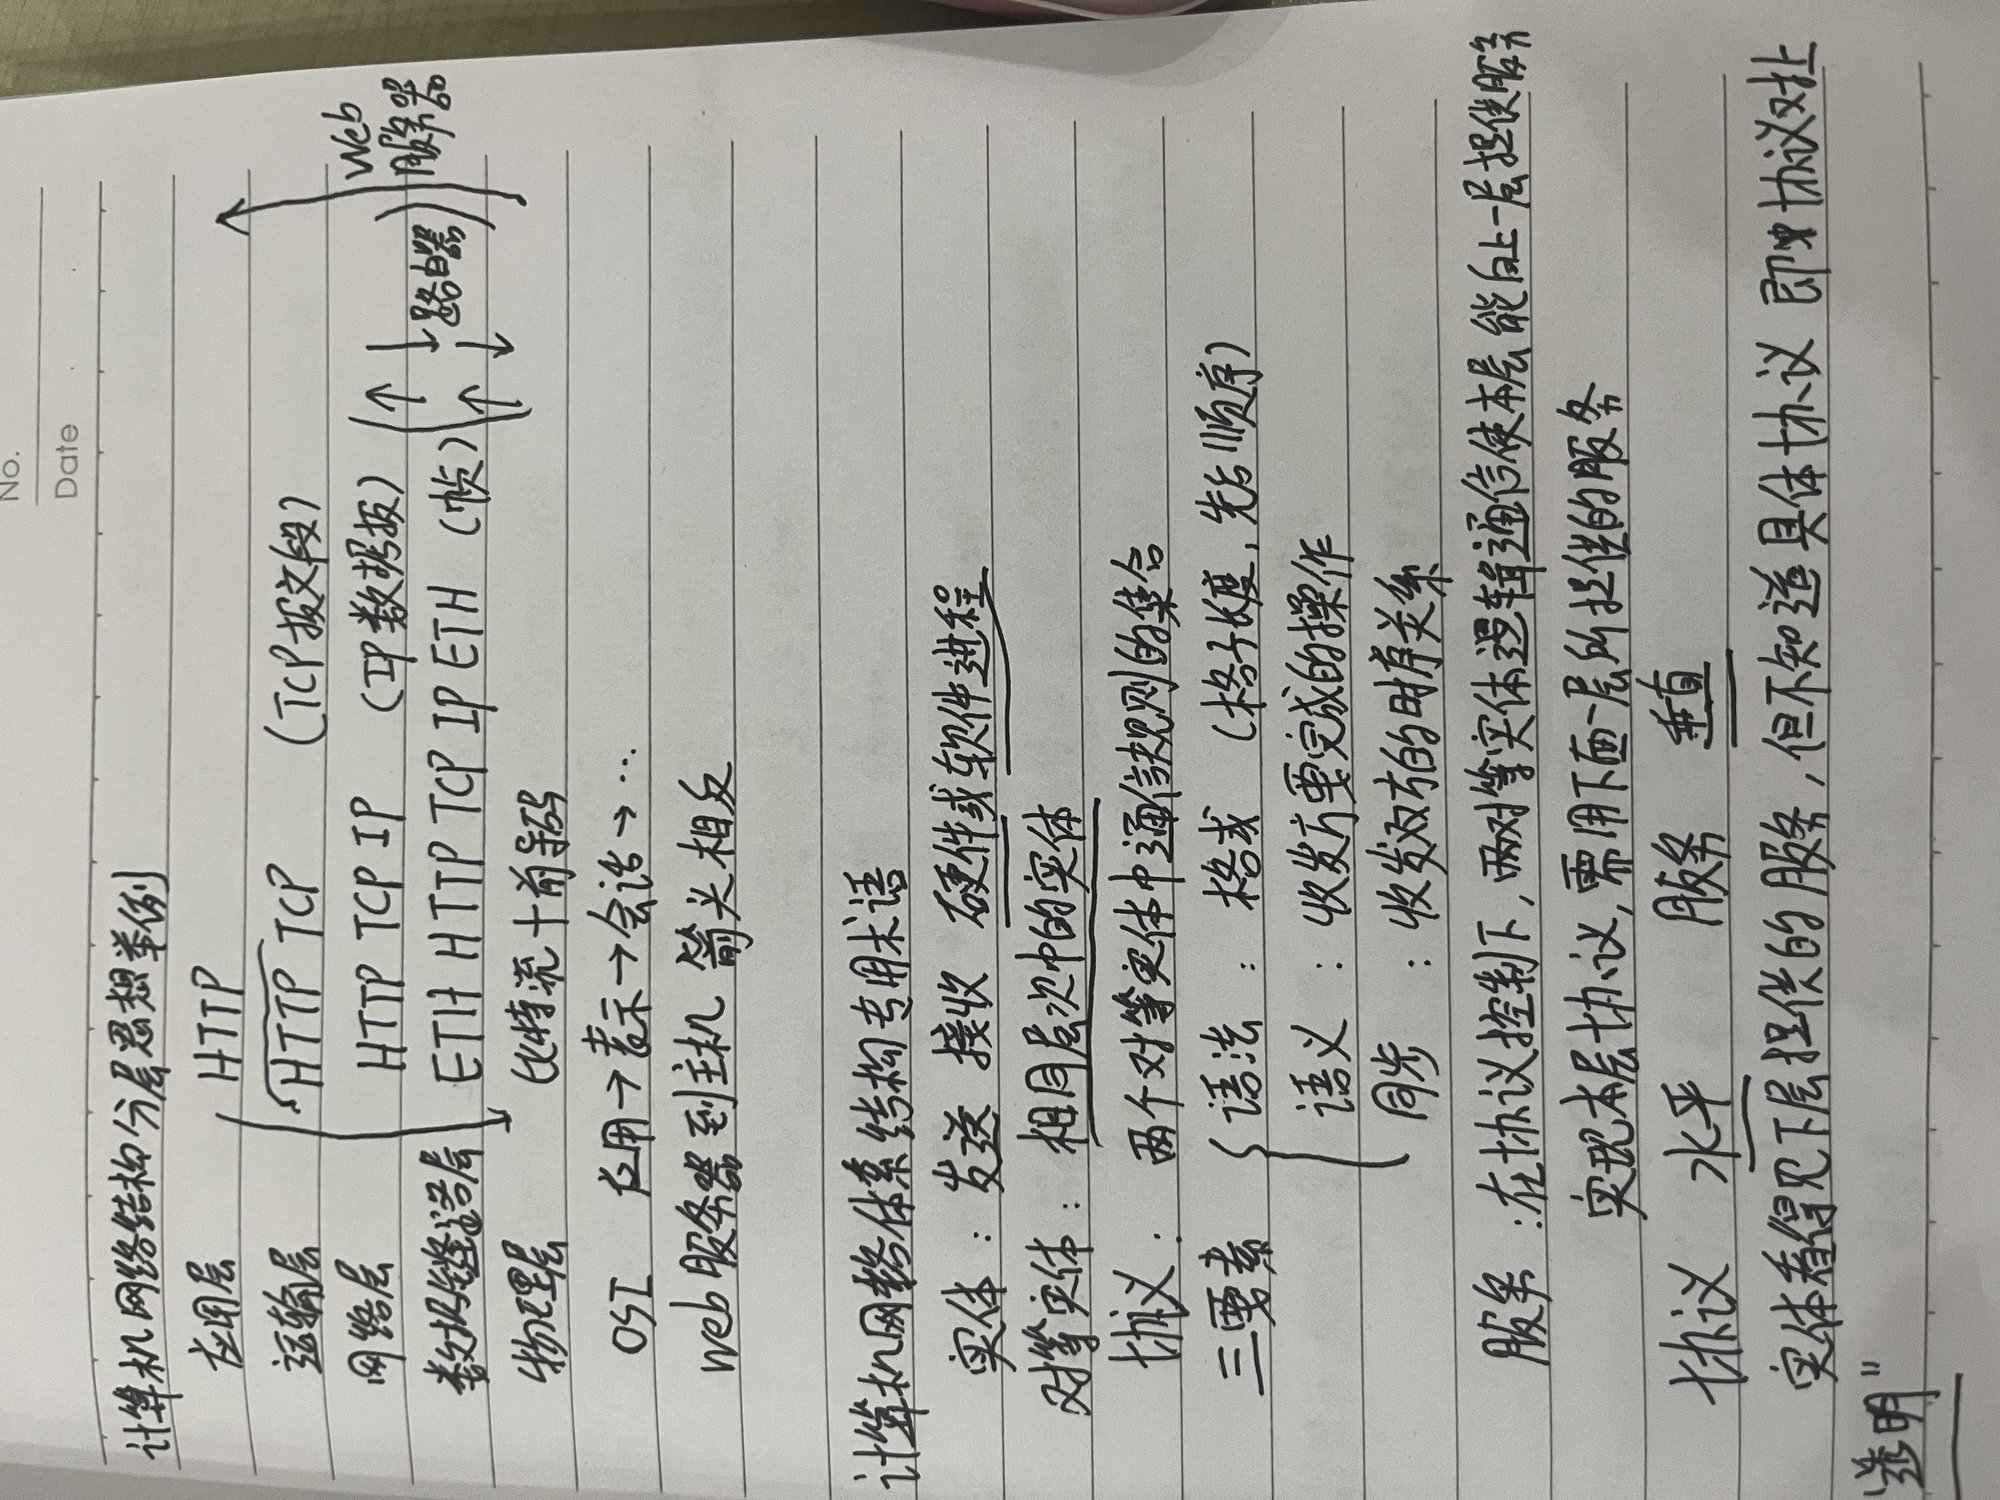 No.
Date
计算机网络结构分层思想举例
应用层 HTTP
运输层 HTTP TCP (TCP报文段)
网络层 HTTP TCP IP (IP数据报)
数据链路层 ETH HTTP TCP IP ETH (帧) 路由器 Web服务器
物理层 比特流十前导码
OSI 应用→表示→会话→…
Web服务器到主机 箭头相反
计算机网络体系结构专用术语
实体: 发送 接收 硬件或软件进程
对等实体: 相同层次中的实体
协议: 两个对等实体中通信规则的集合
三要素 { 语法: 格式 (格子长度, 先后顺序)
语义: 收发方要完成的操作
同步: 收发双方的时序关系
服务: 在协议控制下, 两对等实体逻辑通信使本层能向上一层提供服务
实现本层协议, 需用下面一层所提供的服务
协议 水平 服务 垂直
实体看得见下层提供的服务, 但不知道具体协议 即 协议对上
透明"